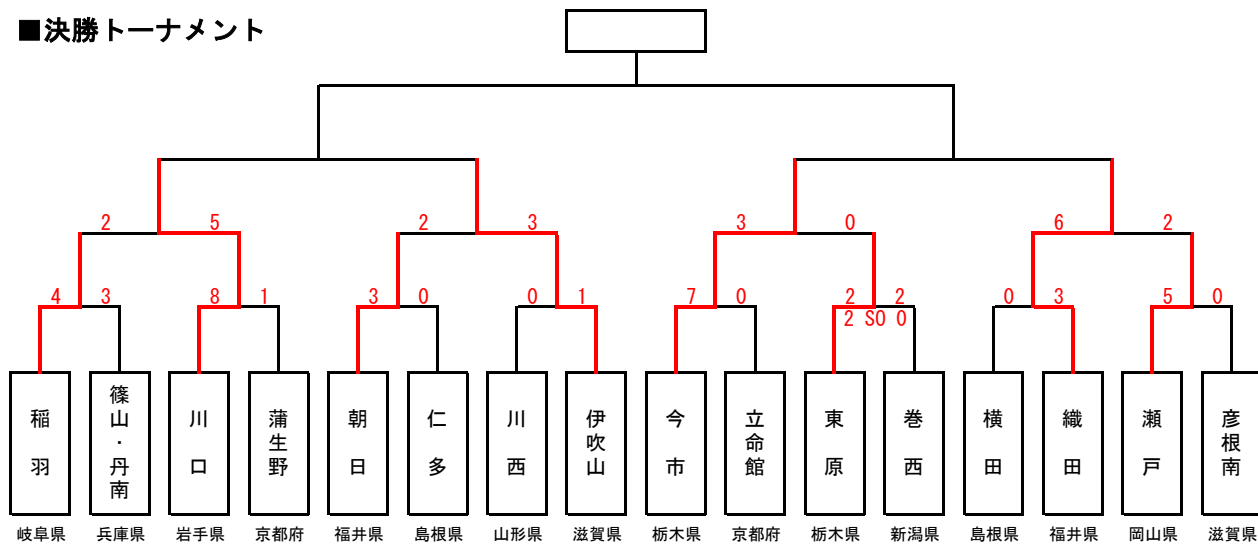 ■決勝トーナメント
2 5 2 3 3 0 6 2
4 3 8 1 3 0 0 1 7 0 2 2 0 3 5 0
2 SO 0
稲羽
篠山・丹南
川口
蒲生野
朝日
仁多
川西
伊吹山
今市
立命館
東原
巻西
横田
織田
瀬戸
彦根南
岐阜県 兵庫県 岩手県 京都府 福井県 島根県 山形県 滋賀県 栃木県 京都府 栃木県 新潟県 島根県 福井県 岡山県 滋賀県